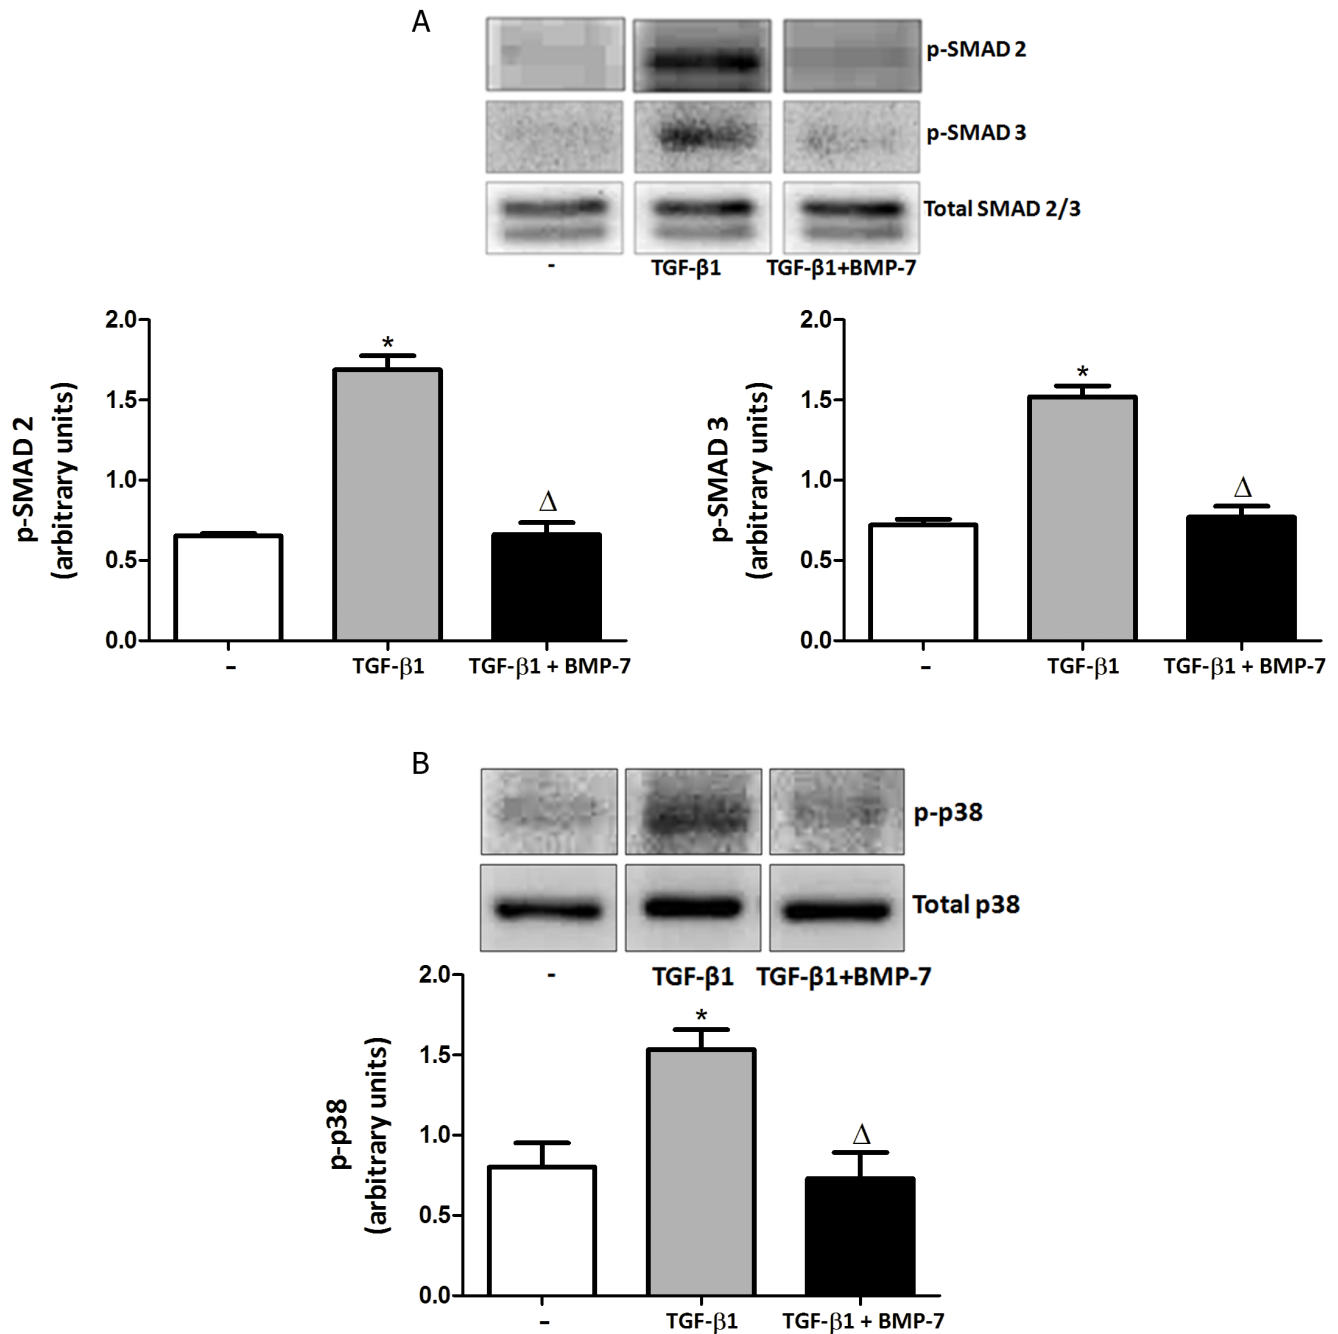 A
p-SMAD 2
p-SMAD 3
Total SMAD 2/3
- TGF-β1 TGF-β1+BMP-7
p-SMAD 2
(arbitrary units)
2.0
1.5
1.0
0.5
0.0
*
Δ
– TGF-β1 TGF-β1 + BMP-7
p-SMAD 3
(arbitrary units)
2.0
1.5
1.0
0.5
0.0
*
Δ
– TGF-β1 TGF-β1 + BMP-7
B
p-p38
Total p38
- TGF-β1 TGF-β1+BMP-7
p-p38
(arbitrary units)
2.0
1.5
1.0
0.5
0.0
*
Δ
– TGF-β1 TGF-β1 + BMP-7